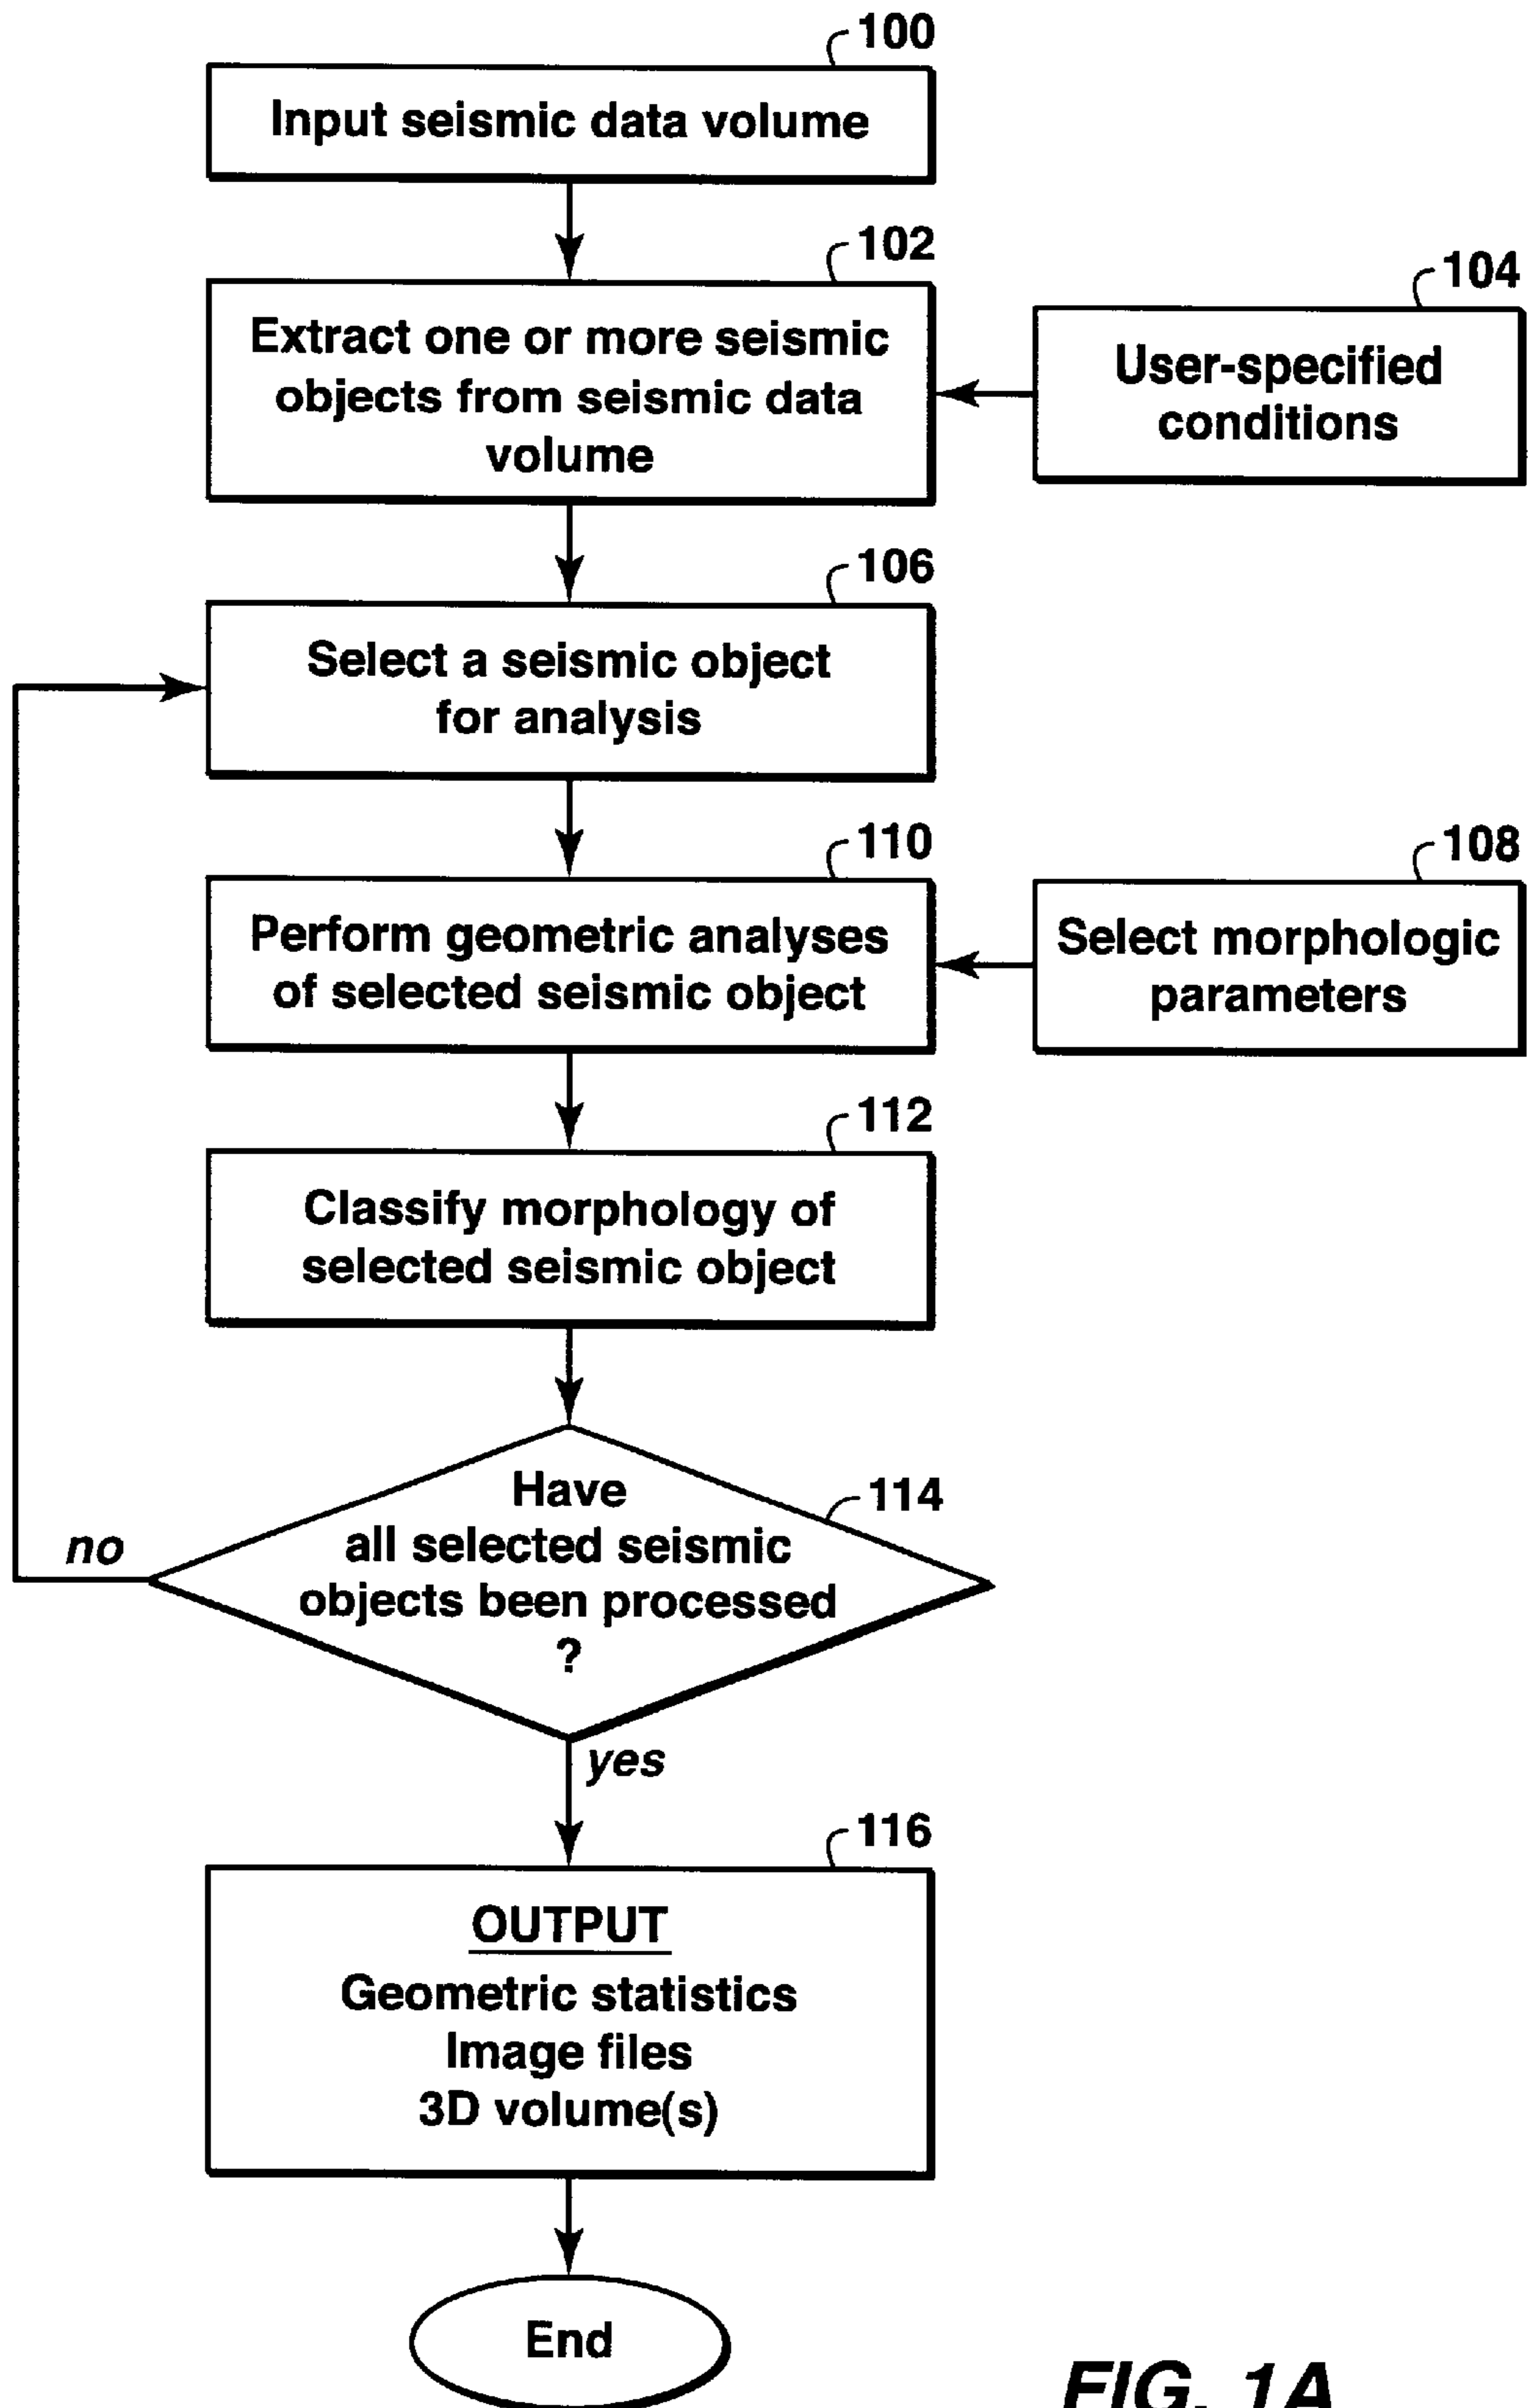 100
Input seismic data volume
102
Extract one or more seismic
objects from seismic data
volume
104
User-specified
conditions
106
Select a seismic object
for analysis
110
Perform geometric analyses
of selected seismic object
108
Select morphologic
parameters
112
Classify morphology of
selected seismic object
114
Have
all selected seismic
objects been processed
?
no
yes
116
OUTPUT
Geometric statistics
Image files
3D volume(s)
End
FIG. 1A